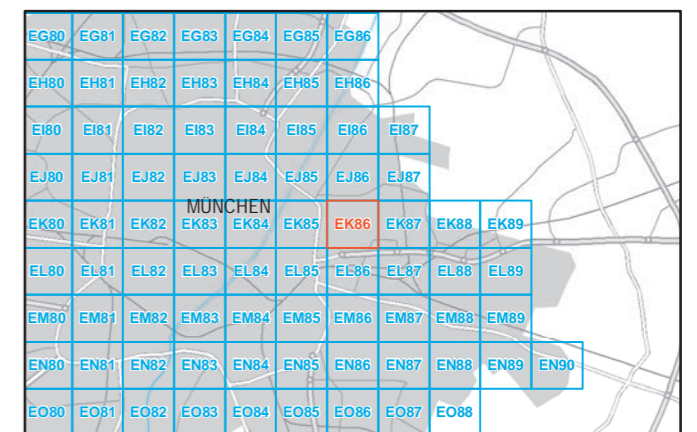 EG80 EG81 EG82 EG83 EG84 EG85 EG86
EH80 EH81 EH82 EH83 EH84 EH85 EH86
EI80 EI81 EI82 EI83 EI84 EI85 EI86 EI87
EJ80 EJ81 EJ82 EJ83 EJ84 EJ85 EJ86 EJ87
MÜNCHEN
EK80 EK81 EK82 EK83 EK84 EK85 EK86 EK87 EK88 EK89
EL80 EL81 EL82 EL83 EL84 EL85 EL86 EL87 EL88 EL89
EM80 EM81 EM82 EM83 EM84 EM85 EM86 EM87 EM88 EM89
EN80 EN81 EN82 EN83 EN84 EN85 EN86 EN87 EN88 EN89 EN90
EO80 EO81 EO82 EO83 EO84 EO85 EO86 EO87 EO88